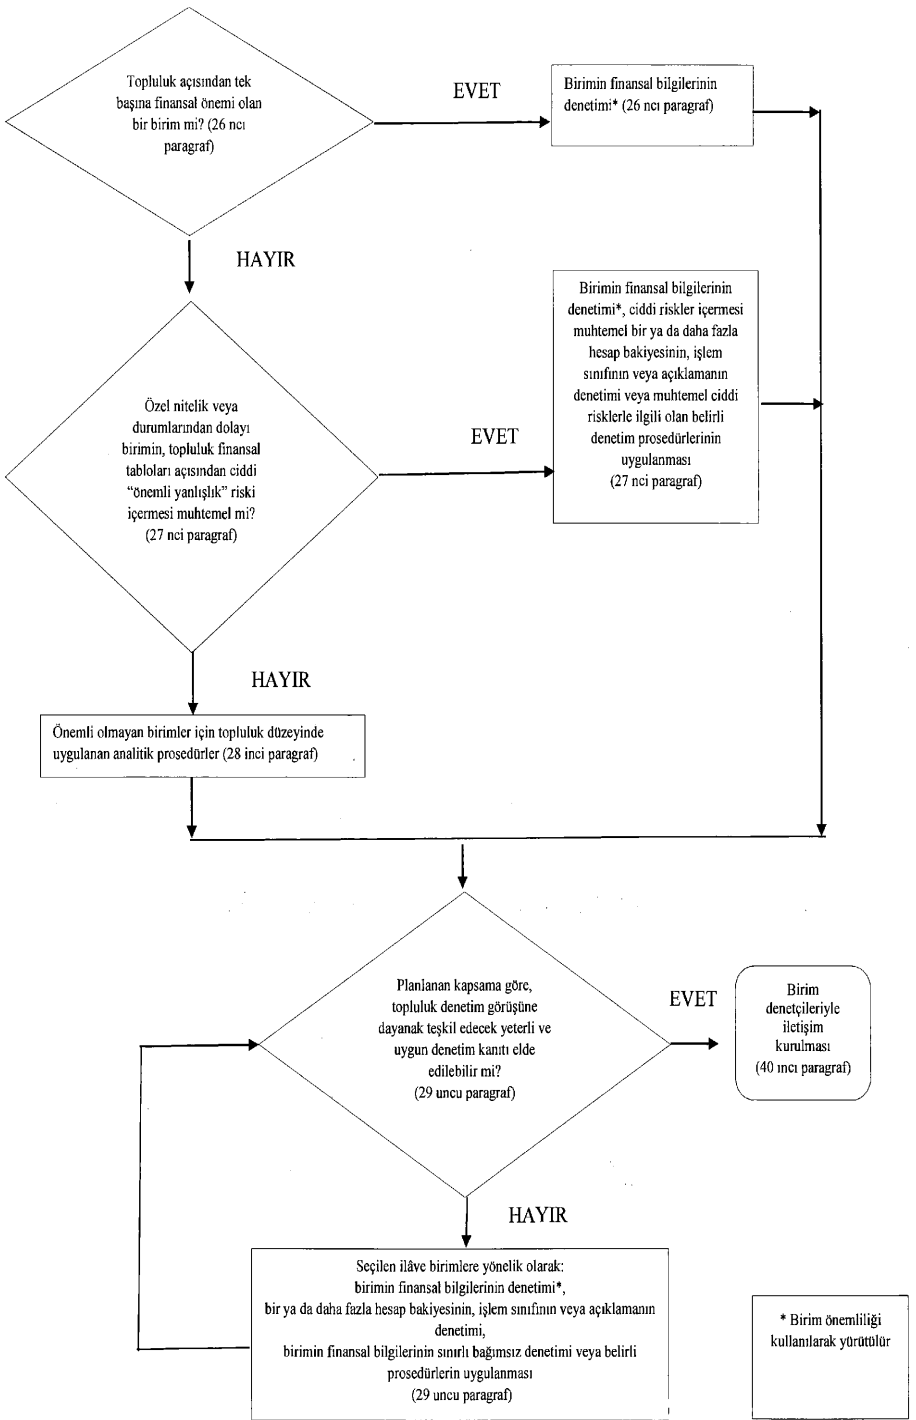 Topluluk açısından tek
başına finansal önemi olan
bir birim mi? (26 ncı
paragraf)
EVET
Birimin finansal bilgilerinin
denetimi* (26 ncı paragraf)
HAYIR
Özel nitelik veya
durumlarından dolayı
birimin, topluluk finansal
tabloları açısından ciddi
“önemli yanlışlık” riski
içermesi muhtemel mi?
(27 nci paragraf)
EVET
Birimin finansal bilgilerinin
denetimi*, ciddi riskler içermesi
muhtemel bir ya da daha fazla
hesap bakiyesinin, işlem
sınıfının veya açıklamanın
denetimi veya muhtemel ciddi
risklerle ilgili olan belirli
denetim prosedürlerinin
uygulanması
(27 nci paragraf)
HAYIR
Önemli olmayan birimler için topluluk düzeyinde
uygulanan analitik prosedürler (28 inci paragraf)
Planlanan kapsama göre,
topluluk denetim görüşüne
dayanak teşkil edecek yeterli ve
uygun denetim kanıtı elde
edilebilir mi?
(29 uncu paragraf)
EVET
Birim
denetçileriyle
iletişim
kurulması
(40 ıncı paragraf)
HAYIR
Seçilen ilâve birimlere yönelik olarak:
birimin finansal bilgilerinin denetimi*,
bir ya da daha fazla hesap bakiyesinin, işlem sınıfının veya açıklamanın
denetimi,
birimin finansal bilgilerinin sınırlı bağımsız denetimi veya belirli
prosedürlerin uygulanması
(29 uncu paragraf)
* Birim önemliliği
kullanılarak yürütülür